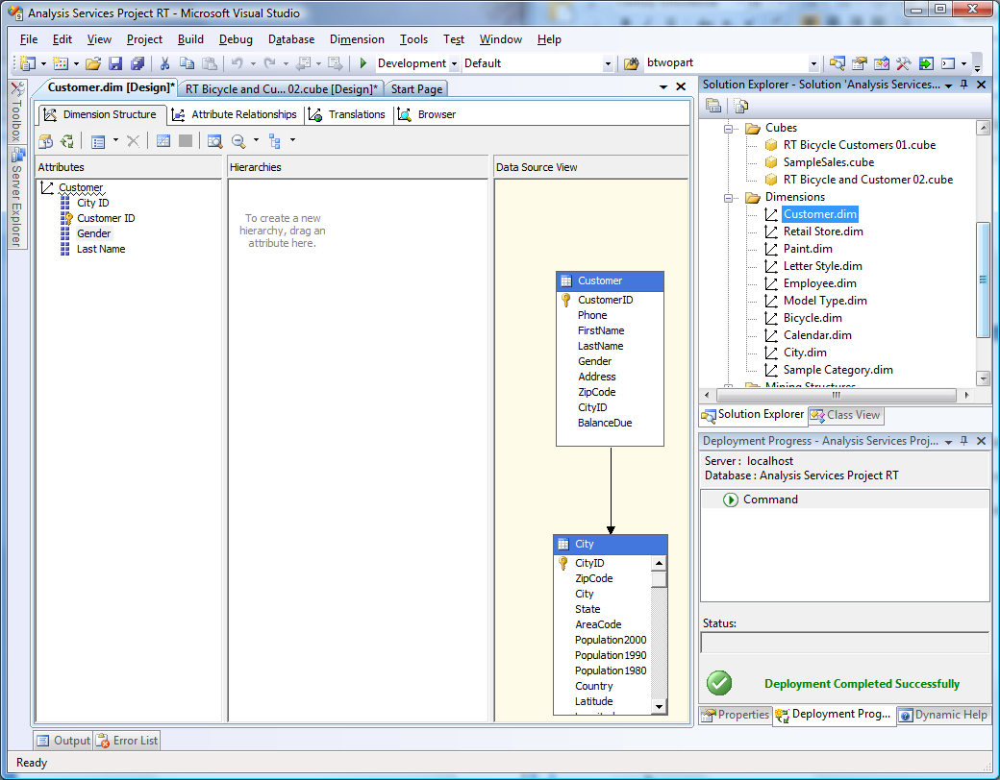 Analysis Services Project RT - Microsoft Visual Studio
File Edit View Project Build Debug Database Dimension Tools Test Window Help
Development Default btwopart
Toolbox
Server Explorer
Customer.dim [Design]* RT Bicycle and Cu... 02.cube [Design]* Start Page
Dimension Structure Attribute Relationships Translations Browser
Attributes
Customer
City ID
Customer ID
Gender
Last Name
Hierarchies
To create a new
hierarchy, drag an
attribute here.
Data Source View
Customer
CustomerID
Phone
FirstName
LastName
Gender
Address
ZipCode
CityID
BalanceDue
City
CityID
ZipCode
City
State
AreaCode
Population2000
Population1990
Population1980
Country
Latitude
Solution Explorer - Solution 'Analysis Services...
Cubes
RT Bicycle Customers 01.cube
SampleSales.cube
RT Bicycle and Customer 02.cube
Dimensions
Customer.dim
Retail Store.dim
Paint.dim
Letter Style.dim
Employee.dim
Model Type.dim
Bicycle.dim
Calendar.dim
City.dim
Sample Category.dim
Mining Structures
Solution Explorer Class View
Deployment Progress - Analysis Services Proj...
Server : localhost
Database : Analysis Services Project RT
Command
Status:
Deployment Completed Successfully
Properties Deployment Prog... Dynamic Help
Output Error List
Ready